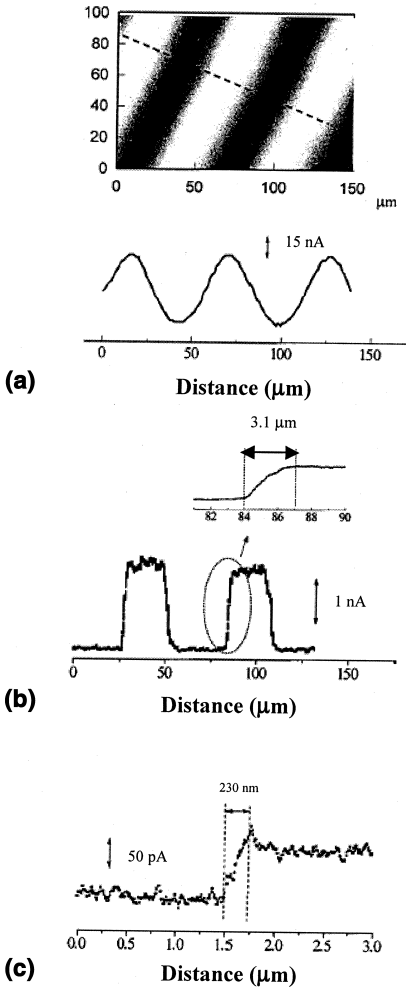 100
80
60
40
20
0
0 50 100 150
μm
15 nA
0 50 100 150
(a) Distance (μm)
3.1 μm
82 84 86 88 90
1 nA
0 50 100 150
(b) Distance (μm)
230 nm
50 pA
0.0 0.5 1.0 1.5 2.0 2.5 3.0
(c) Distance (μm)